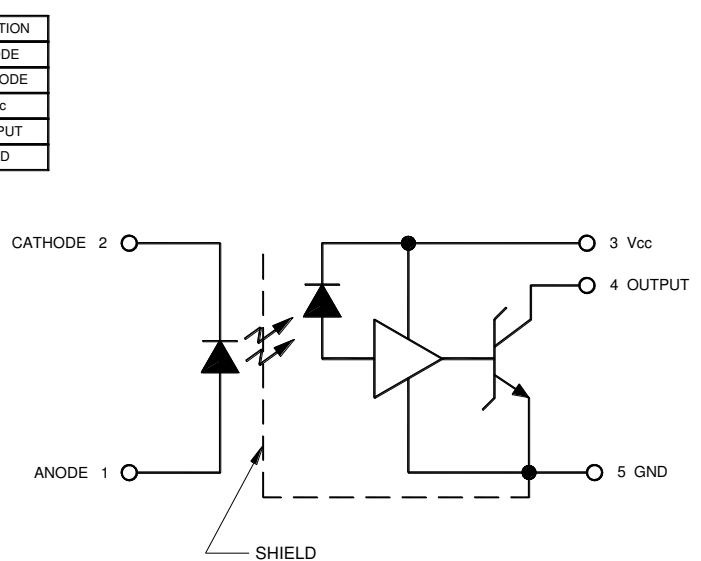 TION
DE
ODE
c
PUT
D
CATHODE 2
3 Vcc
4 OUTPUT
ANODE 1
5 GND
SHIELD